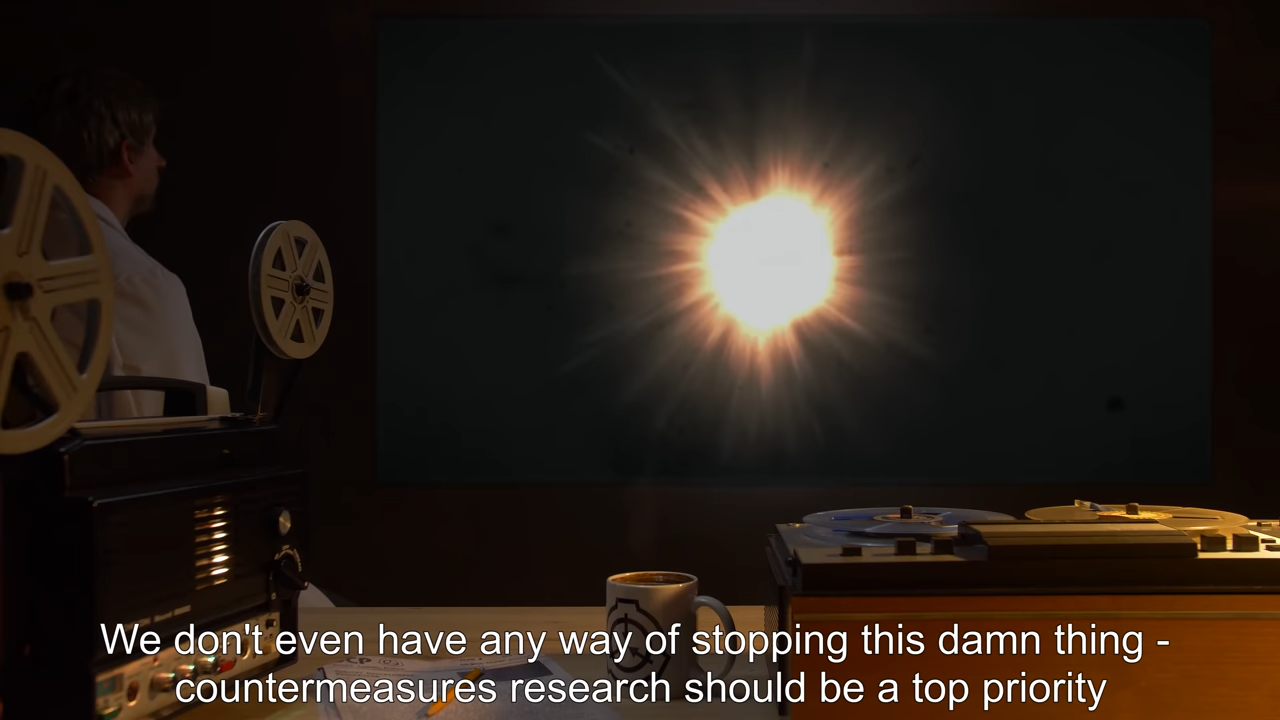 We don't even have any way of stopping this damn thing -
countermeasures research should be a top priority